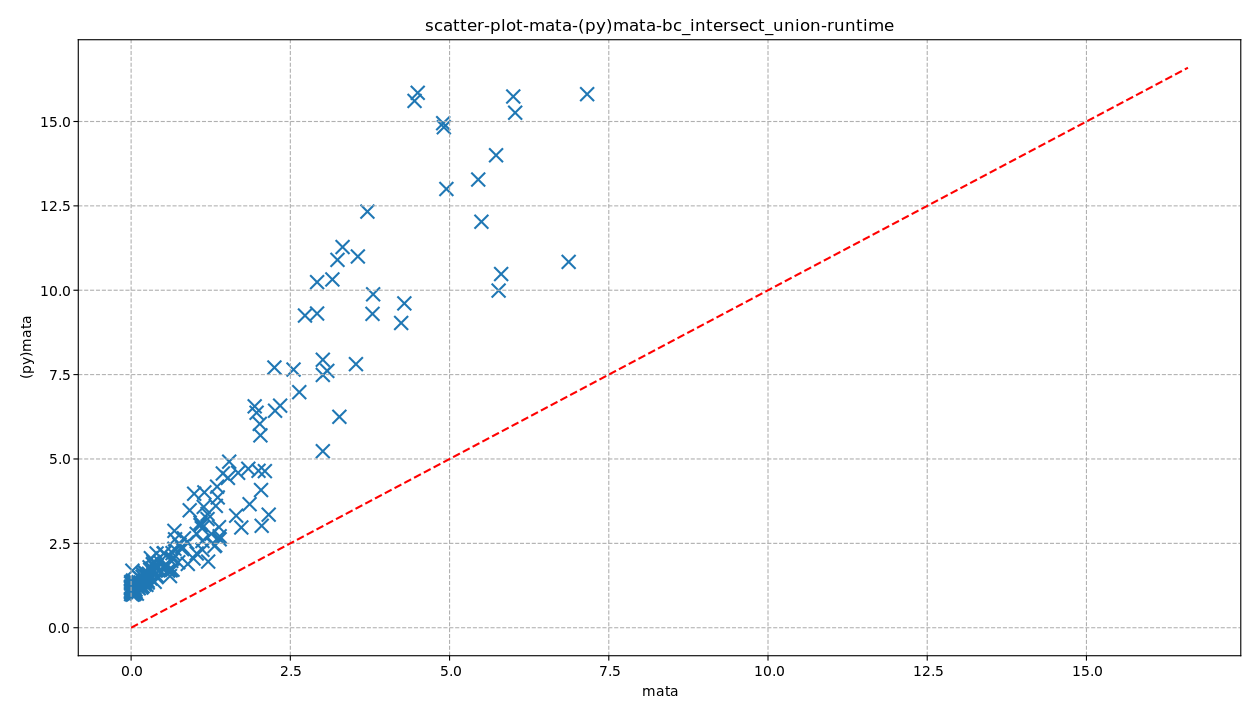 scatter-plot-mata-(py)mata-bc_intersect_union-runtime
15.0
12.5
10.0
7.5
5.0
2.5
0.0
(py)mata
0.0 2.5 5.0 7.5 10.0 12.5 15.0
mata